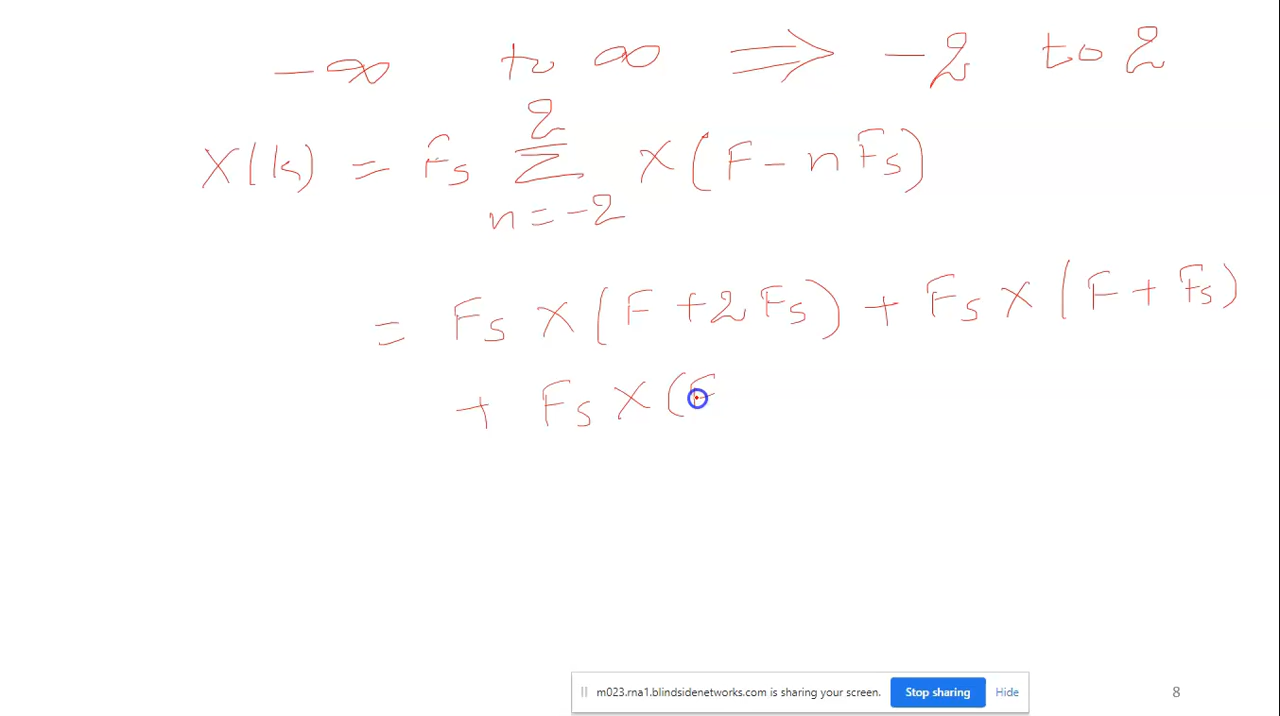 -∞ to ∞ ⇒ -2 to 2
X(k) = Fs 2∑n=-2 X(F-nFs)
= Fs X(F+2Fs) + Fs X(F+Fs)
+ Fs X(F
m023.rna1.blindsidenetworks.com is sharing your screen. Stop sharing Hide 8